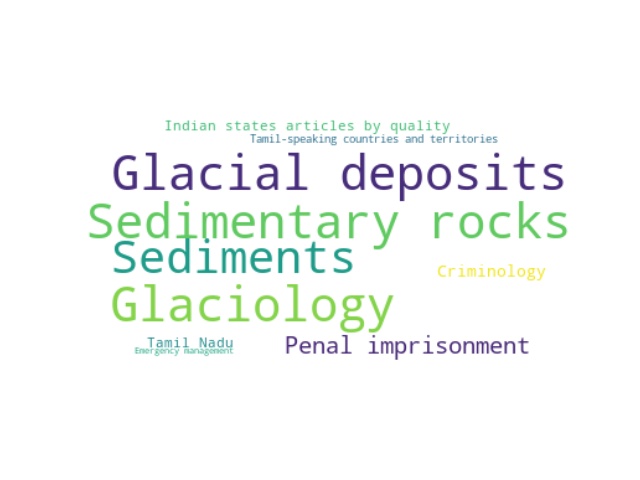 Indian states articles by quality
Tamil-speaking countries and territories
Glacial deposits
Sedimentary rocks
Sediments
Criminology
Glaciology
Tamil Nadu
Penal imprisonment
Emergency management